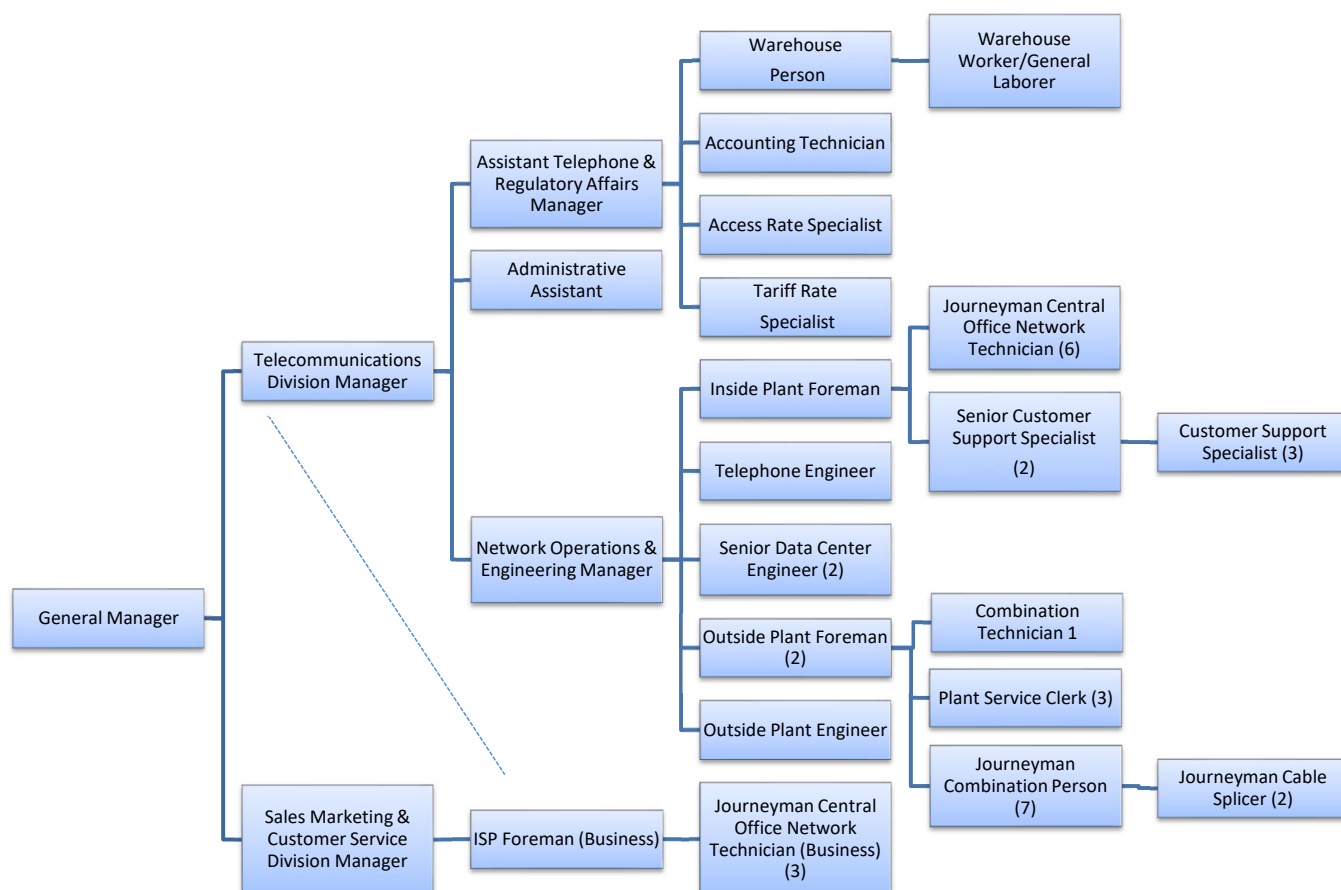 Warehouse
Person
Warehouse
Worker/General
Laborer
Assistant Telephone &
Regulatory Affairs
Manager
Accounting Technician
Access Rate Specialist
Administrative
Assistant
Tariff Rate
Specialist
Telecommunications
Division Manager
Inside Plant Foreman
Journeyman Central
Office Network
Technician (6)
Senior Customer
Support Specialist
(2)
Customer Support
Specialist (3)
Telephone Engineer
Network Operations &
Engineering Manager
Senior Data Center
Engineer (2)
General Manager
Outside Plant Foreman
(2)
Combination
Technician 1
Plant Service Clerk (3)
Outside Plant Engineer
Journeyman
Combination Person
(7)
Journeyman Cable
Splicer (2)
Sales Marketing &
Customer Service
Division Manager
ISP Foreman (Business)
Journeyman Central
Office Network
Technician (Business)
(3)